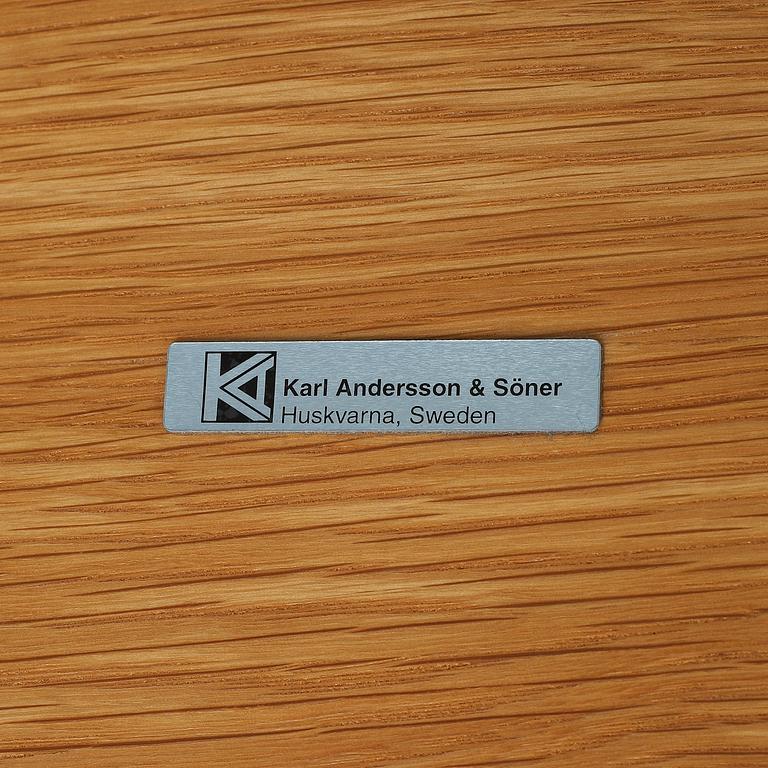 Karl Andersson & Söner
Huskvarna, Sweden